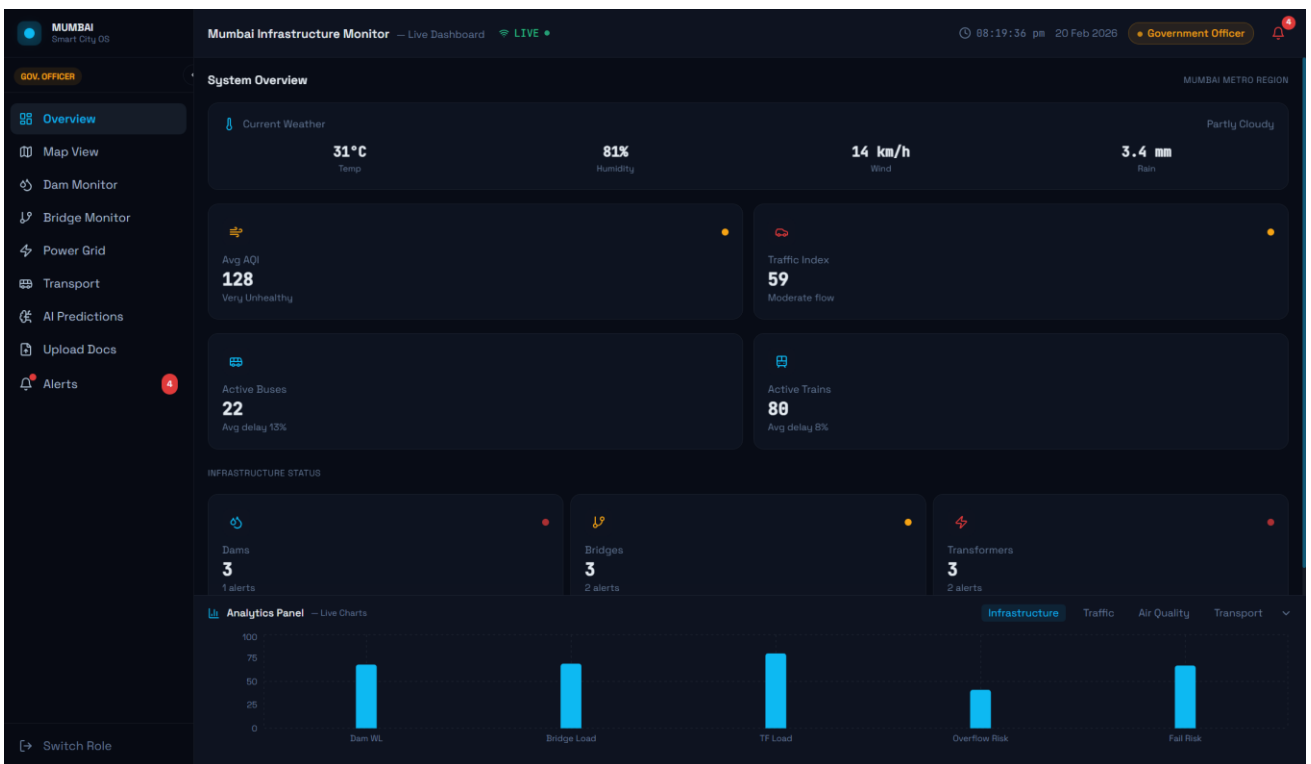 MUMBAI
Smart City OS
GOV. OFFICER
Overview
Map View
Dam Monitor
Bridge Monitor
Power Grid
Transport
AI Predictions
Upload Docs
Alerts 4
Switch Role
Mumbai Infrastructure Monitor — Live Dashboard LIVE
08:19:36 pm 20 Feb 2026 Government Officer 4
System Overview MUMBAI METRO REGION
Current Weather Partly Cloudy
31°C 81% 14 km/h 3.4 mm
Temp Humidity Wind Rain
Avg AQI
128
Very Unhealthy
Traffic Index
59
Moderate flow
Active Buses
22
Avg delay 13%
Active Trains
80
Avg delay 8%
INFRASTRUCTURE STATUS
Dams
3
1 alerts
Bridges
3
2 alerts
Transformers
3
2 alerts
Analytics Panel — Live Charts
Infrastructure Traffic Air Quality Transport
100
75
50
25
0
Dam WL Bridge Load TF Load Overflow Risk Fail Risk